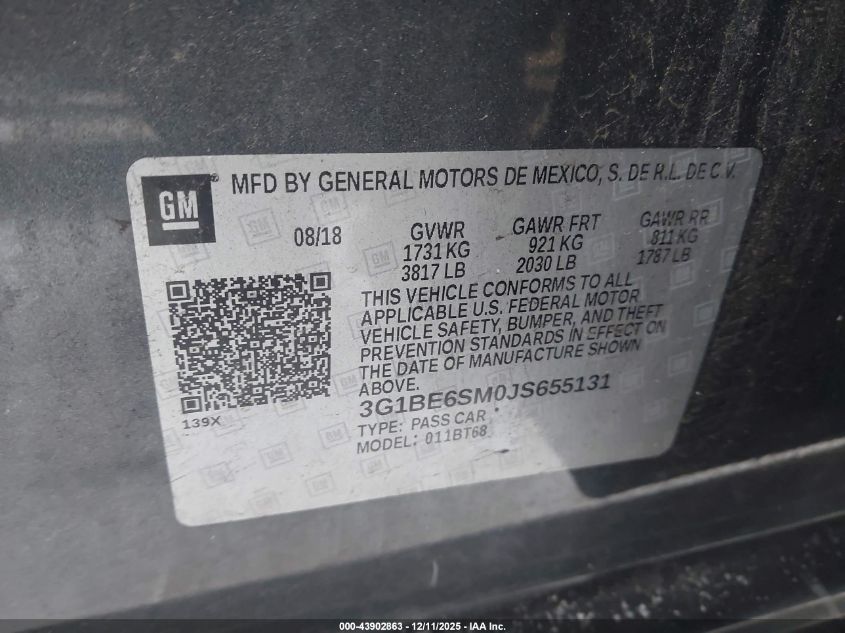 GM
MFD BY GENERAL MOTORS DE MEXICO, S. DE R.L. DE C.V.
08/18
GVWR GAWR FRT GAWR RR
1731 KG 921 KG 811 KG
3817 LB 2030 LB 1787 LB
THIS VEHICLE CONFORMS TO ALL
APPLICABLE U.S. FEDERAL MOTOR
VEHICLE SAFETY, BUMPER, AND THEFT
PREVENTION STANDARDS IN EFFECT ON
THE DATE OF MANUFACTURE SHOWN
ABOVE.
3G1BE6SM0JS655131
TYPE: PASS CAR
MODEL: 011BT68
139X
000-43902863 - 12/11/2025 - IAA Inc.